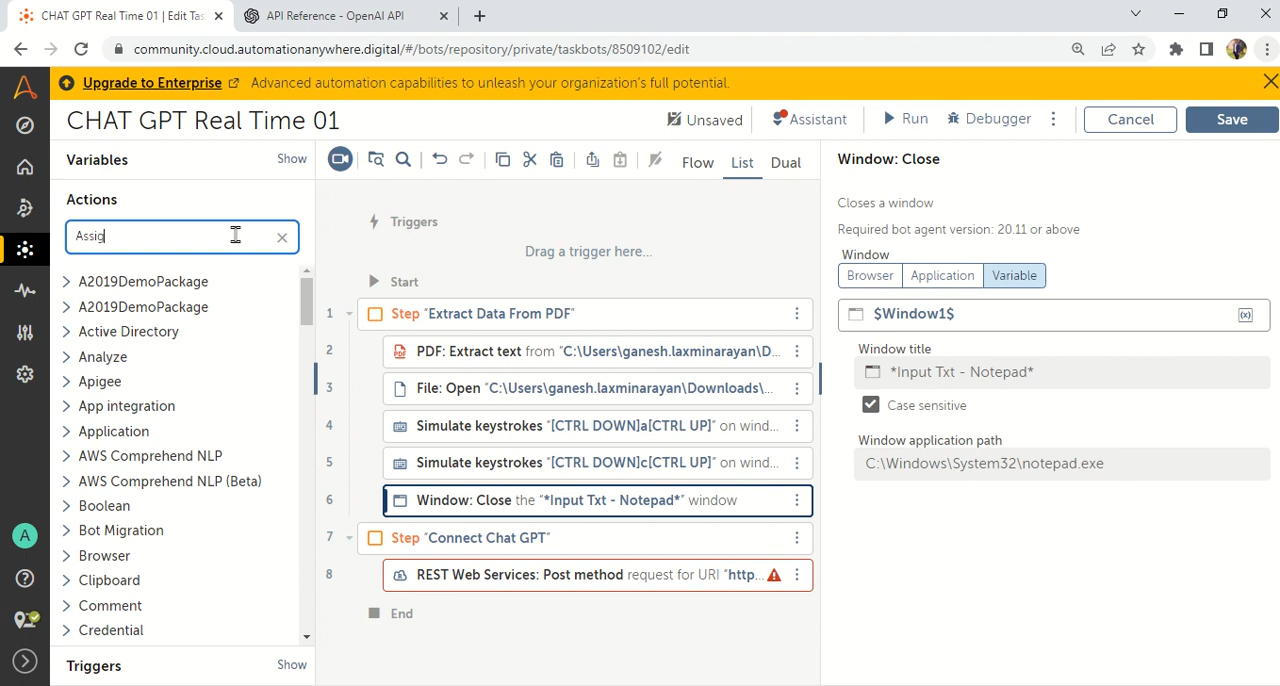 CHAT GPT Real Time 01 | Edit Tas
API Reference - OpenAI API
community.cloud.automationanywhere.digital/#/bots/repository/private/taskbots/8509102/edit
Upgrade to Enterprise Advanced automation capabilities to unleash your organization's full potential.
CHAT GPT Real Time 01
Unsaved
Assistant
Run
Debugger
Cancel
Save
Variables
Show
Actions
Assig
A2019DemoPackage
A2019DemoPackage
Active Directory
Analyze
Apigee
App integration
Application
AWS Comprehend NLP
AWS Comprehend NLP (Beta)
Boolean
Bot Migration
Browser
Clipboard
Comment
Credential
Triggers
Show
Flow
List
Dual
Triggers
Drag a trigger here...
Start
1 Step "Extract Data From PDF"
2 PDF: Extract text from "C:\Users\ganesh.laxminarayan\D...
3 File: Open "C:\Users\ganesh.laxminarayan\Downloads\...
4 Simulate keystrokes "[CTRL DOWN]a[CTRL UP]" on wind...
5 Simulate keystrokes "[CTRL DOWN]c[CTRL UP]" on wind...
6 Window: Close the "*Input Txt - Notepad*" window
7 Step "Connect Chat GPT"
8 REST Web Services: Post method request for URI "http...
End
Window: Close
Closes a window
Required bot agent version: 20.11 or above
Window
Browser
Application
Variable
$Window1$
(x)
Window title
*Input Txt - Notepad*
Case sensitive
Window application path
C:\Windows\System32\notepad.exe
A